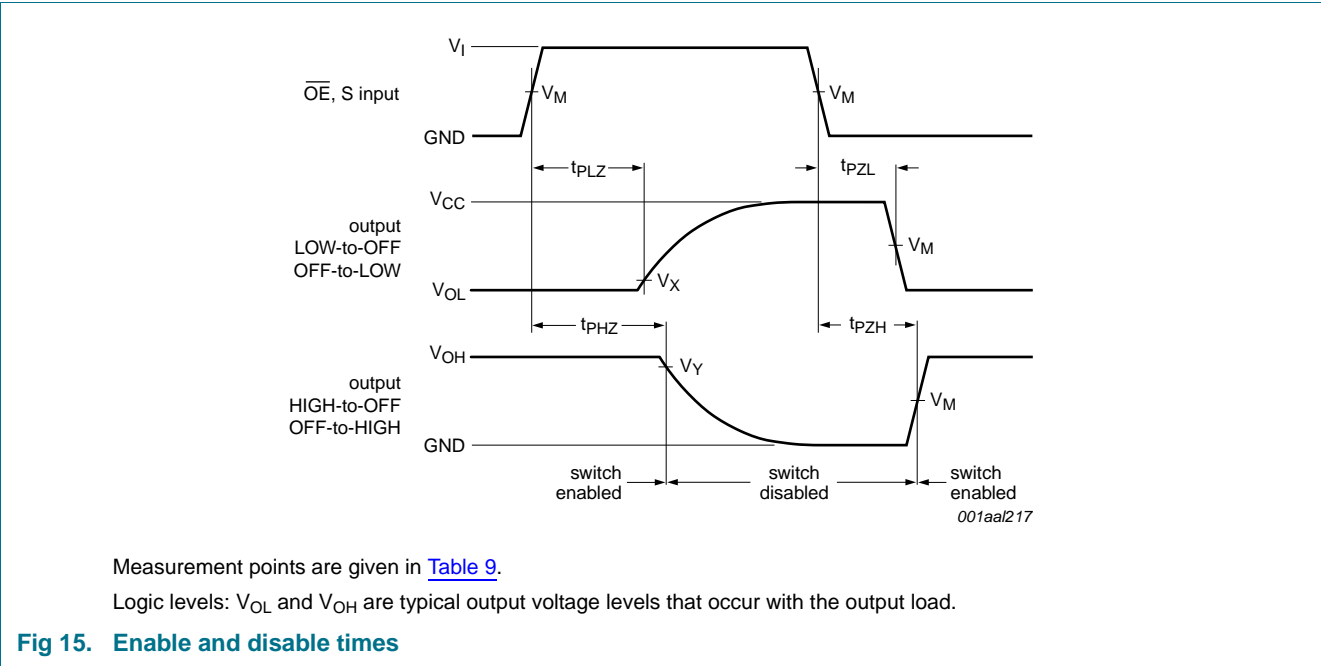 V_I
O̅E̅, S input
V_M
V_M
GND
t_PLZ
t_PZL
V_CC
output
LOW-to-OFF
OFF-to-LOW
V_M
V_X
V_OL
t_PHZ
t_PZH
V_OH
V_Y
output
HIGH-to-OFF
OFF-to-HIGH
V_M
GND
switch
enabled
switch
disabled
switch
enabled
001aal217
Measurement points are given in Table 9.
Logic levels: V_OL and V_OH are typical output voltage levels that occur with the output load.
Fig 15. Enable and disable times